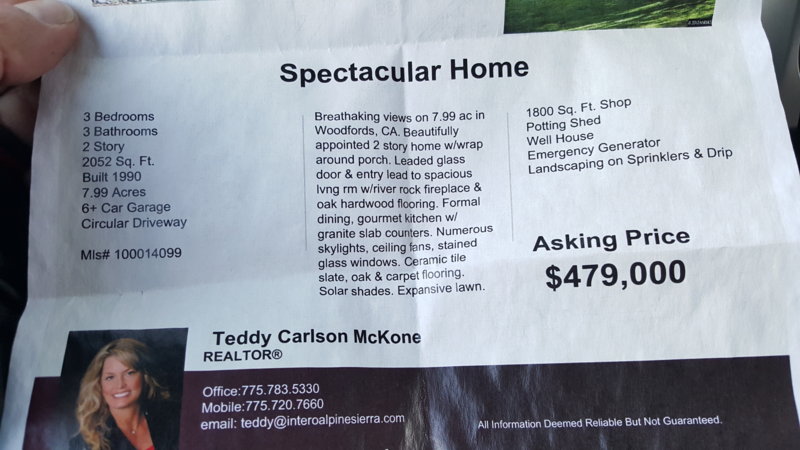 Spectacular Home
3 Bedrooms
3 Bathrooms
2 Story
2052 Sq. Ft.
Built 1990
7.99 Acres
6+ Car Garage
Circular Driveway
Mls# 100014099
Breathaking views on 7.99 ac in
Woodfords, CA. Beautifully
appointed 2 story home w/wrap
around porch. Leaded glass
door & entry lead to spacious
lvng rm w/river rock fireplace &
oak hardwood flooring. Formal
dining, gourmet kitchen w/
granite slab counters. Numerous
skylights, ceiling fans, stained
glass windows. Ceramic tile
slate, oak & carpet flooring.
Solar shades. Expansive lawn.
1800 Sq. Ft. Shop
Potting Shed
Well House
Emergency Generator
Landscaping on Sprinklers & Drip
Asking Price
$479,000
Teddy Carlson McKone
REALTOR®
Office:775.783.5330
Mobile:775.720.7660
email: teddy@interoalpinesierra.com
All Information Deemed Reliable But Not Guaranteed.